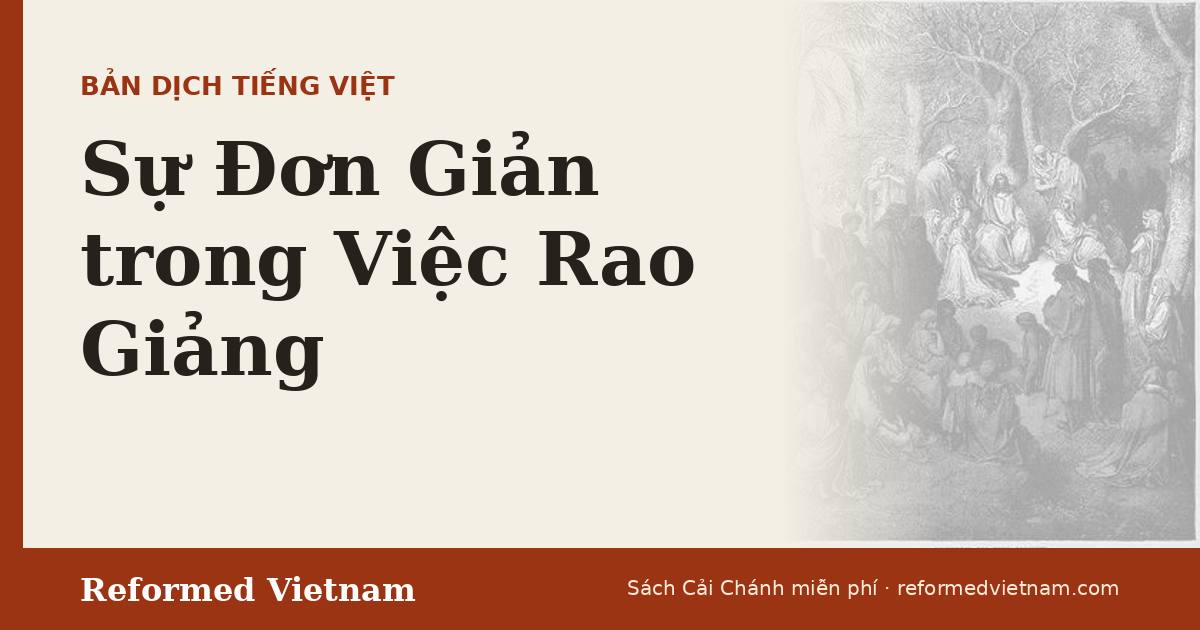 BẢN DỊCH TIẾNG VIỆT
Sự Đơn Giản
trong Việc Rao
Giảng
Reformed Vietnam
Sách Cải Chánh miễn phí · reformedvietnam.com